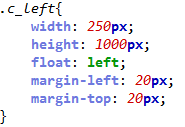 .c_left{
width: 250px;
height: 1000px;
float: left;
margin-left: 20px;
margin-top: 20px;
}